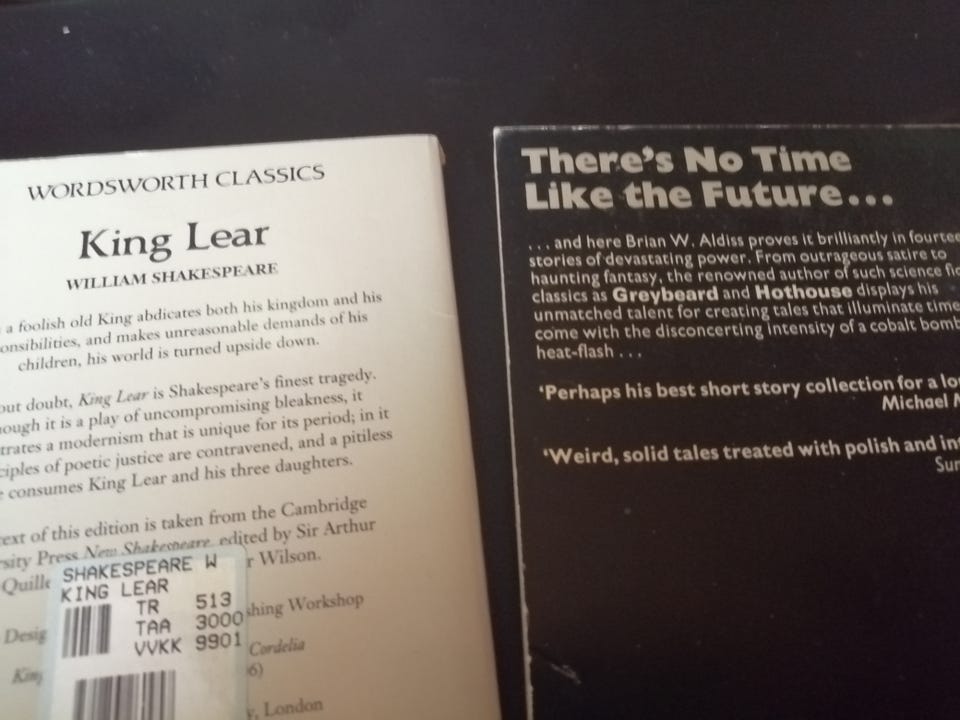 WORDSWORTH CLASSICS
King Lear
WILLIAM SHAKESPEARE
a foolish old King abdicates both his kingdom and his
onsibilities, and makes unreasonable demands of his
children, his world is turned upside down.
out doubt, King Lear is Shakespeare's finest tragedy.
ough it is a play of uncompromising bleakness, it
trates a modernism that is unique for its period; in it
ciples of poetic justice are contravened, and a pitiless
consumes King Lear and his three daughters.
ext of this edition is taken from the Cambridge
rsity Press New Shakespeare, edited by Sir Arthur
Quille r Wilson.
SHAKESPEARE W
KING LEAR
TR 513
TAA 3000
VVKK 9901
Desig shing Workshop
Cordelia
King 6)
y, London
There's No Time
Like the Future...
... and here Brian W. Aldiss proves it brilliantly in fourtee
stories of devastating power. From outrageous satire to
haunting fantasy, the renowned author of such science fic
classics as Greybeard and Hothouse displays his
unmatched talent for creating tales that illuminate time
come with the disconcerting intensity of a cobalt bomb
heat-flash ...
'Perhaps his best short story collection for a lo
Michael M
'Weird, solid tales treated with polish and in
Sun